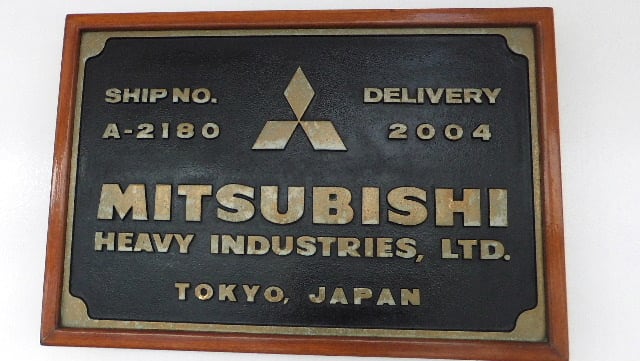 SHIP NO. DELIVERY
A-2180 2004
MITSUBISHI
HEAVY INDUSTRIES, LTD.
TOKYO, JAPAN